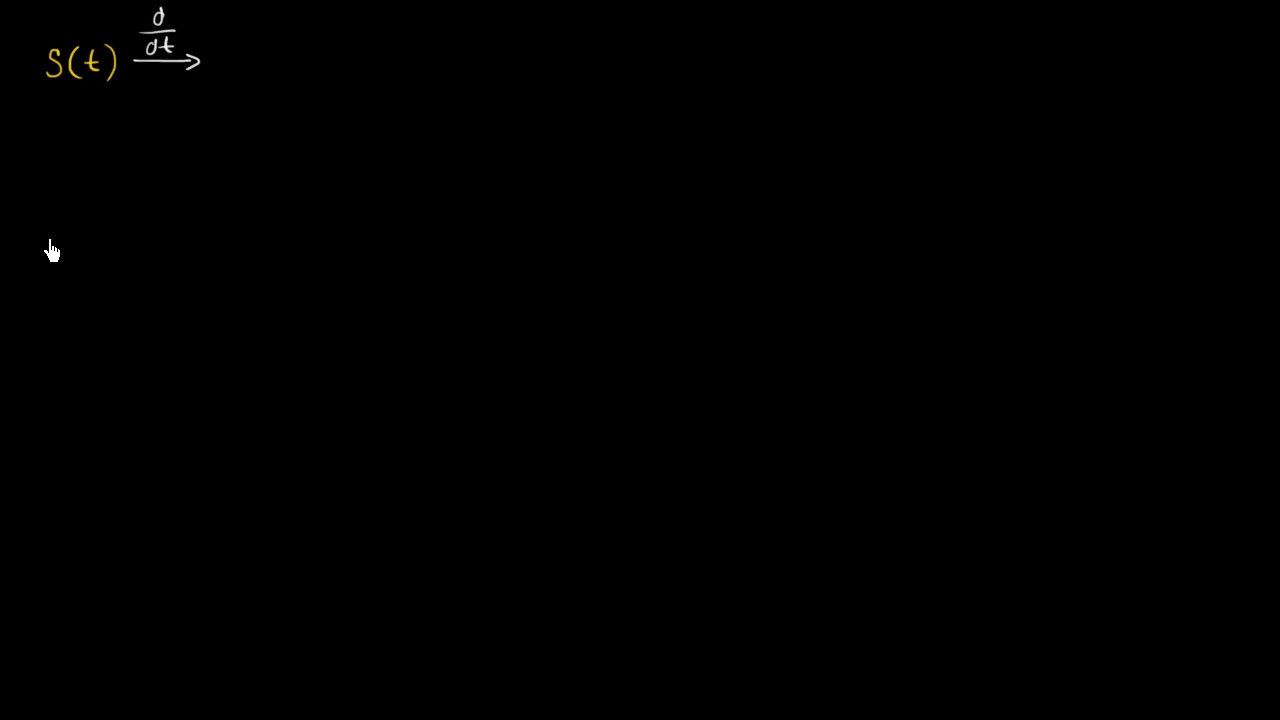 S(t) d/dt →